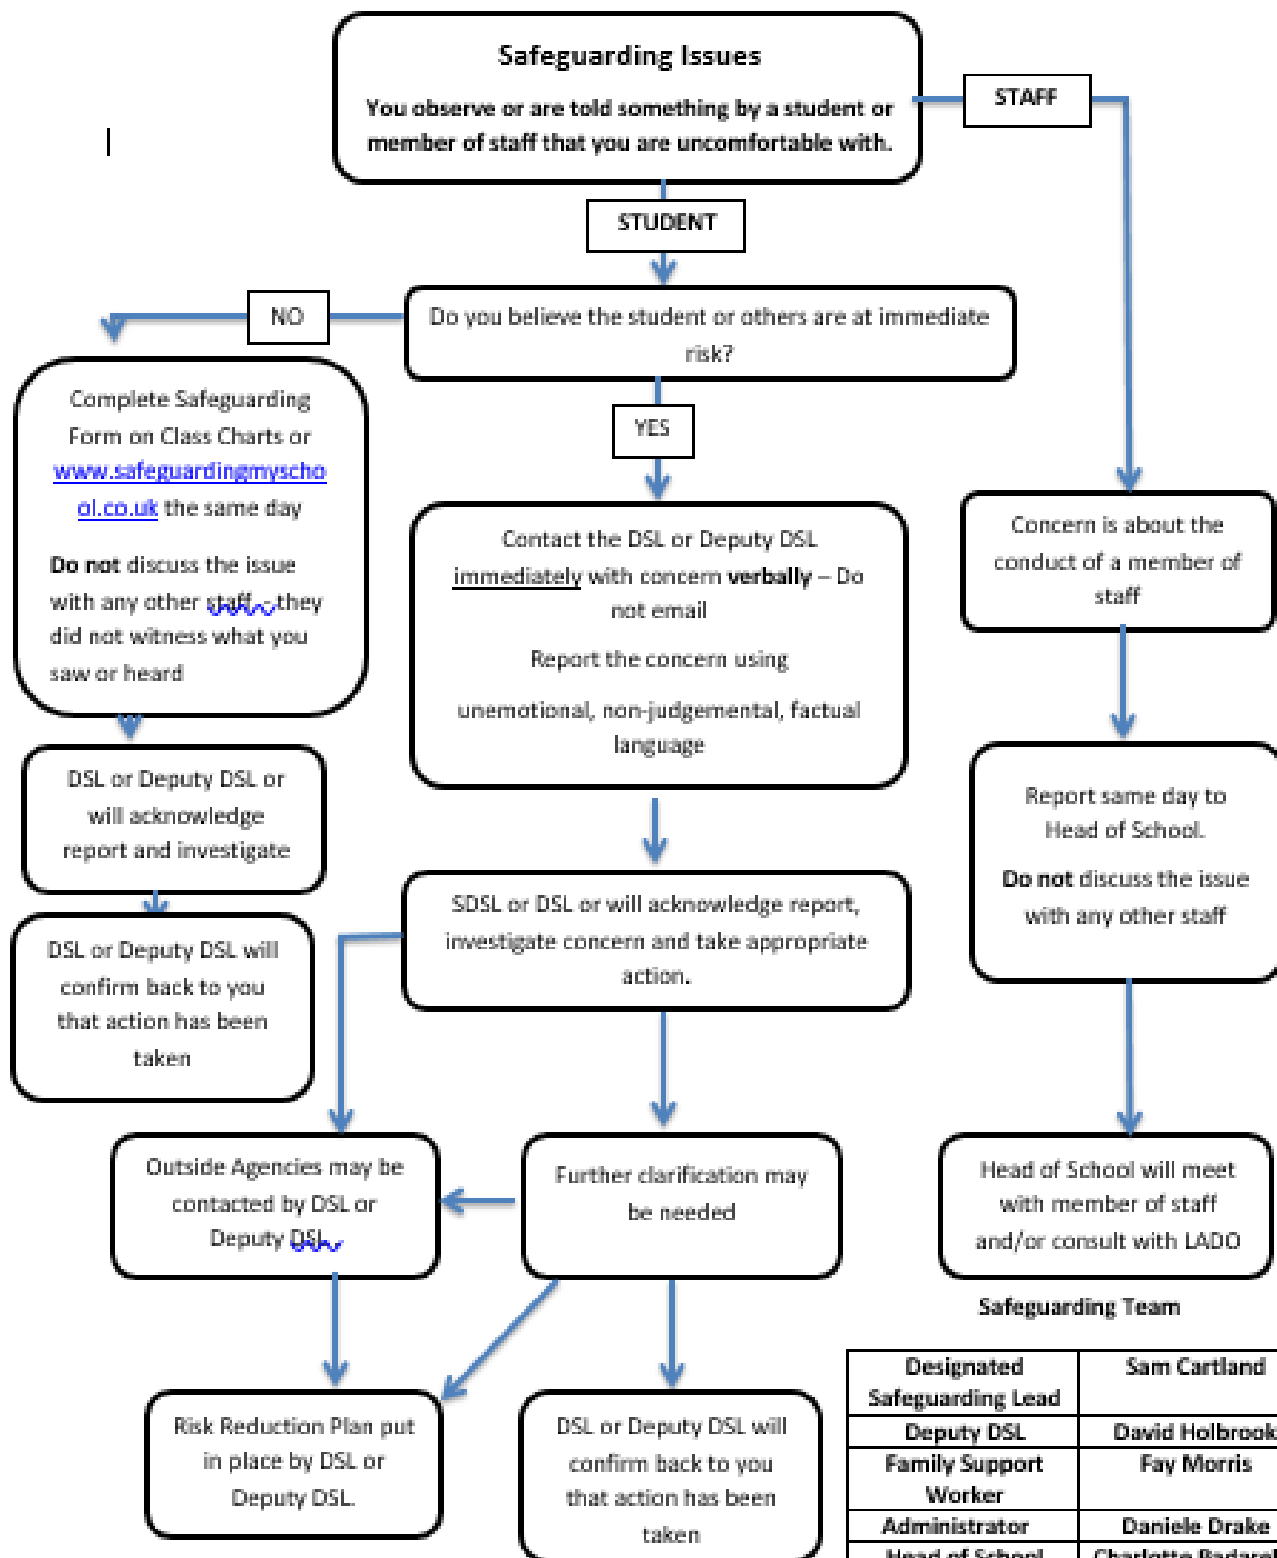 Safeguarding Issues
You observe or are told something by a student or
member of staff that you are uncomfortable with.
STAFF
STUDENT
NO
Do you believe the student or others are at immediate
risk?
YES
Complete Safeguarding
Form on Class Charts or
www.safeguardingmyscho
ol.co.uk the same day
Do not discuss the issue
with any other staff - they
did not witness what you
saw or heard
Contact the DSL or Deputy DSL
immediately with concern verbally – Do
not email
Report the concern using
unemotional, non-judgemental, factual
language
Concern is about the
conduct of a member of
staff
DSL or Deputy DSL or
will acknowledge
report and investigate
Report same day to
Head of School.
Do not discuss the issue
with any other staff
SDSL or DSL or will acknowledge report,
investigate concern and take appropriate
action.
DSL or Deputy DSL will
confirm back to you
that action has been
taken
Outside Agencies may be
contacted by DSL or
Deputy DSL
Further clarification may
be needed
Head of School will meet
with member of staff
and/or consult with LADO
Safeguarding Team
Risk Reduction Plan put
in place by DSL or
Deputy DSL.
DSL or Deputy DSL will
confirm back to you
that action has been
taken
Designated Sam Cartland
Safeguarding Lead
Deputy DSL David Holbrook
Family Support Fay Morris
Worker
Administrator Daniele Drake
Head of School Charlotte